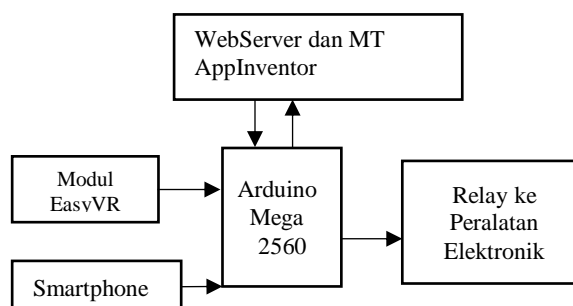 WebServer dan MT
AppInventor
Modul
EasyVR
Arduino
Mega
2560
Relay ke
Peralatan
Elektronik
Smartphone